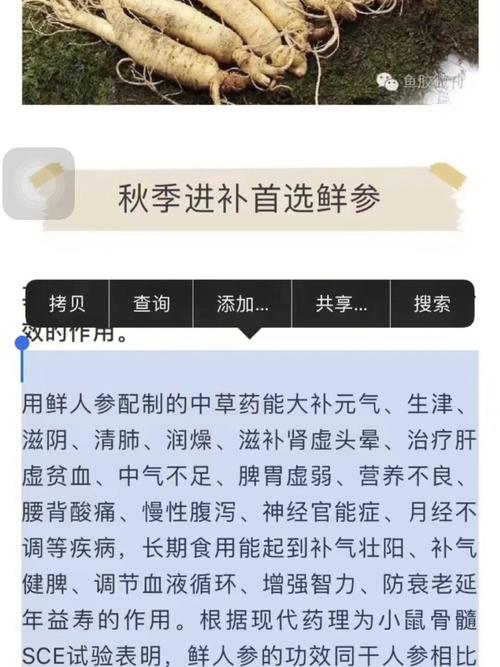 鱼胶微刊
秋季进补首选鲜参
拷贝 查询 添加... 共享... 搜索
效的作用。
用鲜人参配制的中草药能大补元气、生津、
滋阴、清肺、润燥、滋补肾虚头晕、治疗肝
虚贫血、中气不足、脾胃虚弱、营养不良、
腰背酸痛、慢性腹泻、神经官能症、月经不
调等疾病，长期食用能起到补气壮阳、补气
健脾、调节血液循环、增强智力、防衰老延
年益寿的作用。根据现代药理为小鼠骨髓
SCE试验表明，鲜人参的功效同干人参相比